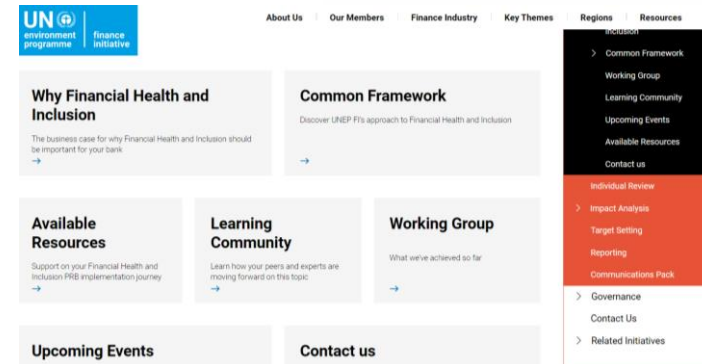 UN
environment
programme
finance
initiative
About Us
Our Members
Finance Industry
Key Themes
Regions
Resources
Why Financial Health and
Inclusion
The business case for why Financial Health and Inclusion should
be important for your bank
Common Framework
Discover UNEP FI's approach to Financial Health and Inclusion
Available
Resources
Support on your Financial Health and
Inclusion PRB implementation journey
Learning
Community
Learn how your peers and experts are
moving forward on this topic
Working Group
What we've achieved so far
Upcoming Events
Contact us
Inclusion
Common Framework
Working Group
Learning Community
Upcoming Events
Available Resources
Contact us
Individual Review
Impact Analysis
Target Setting
Reporting
Communications Pack
Governance
Contact Us
Related Initiatives